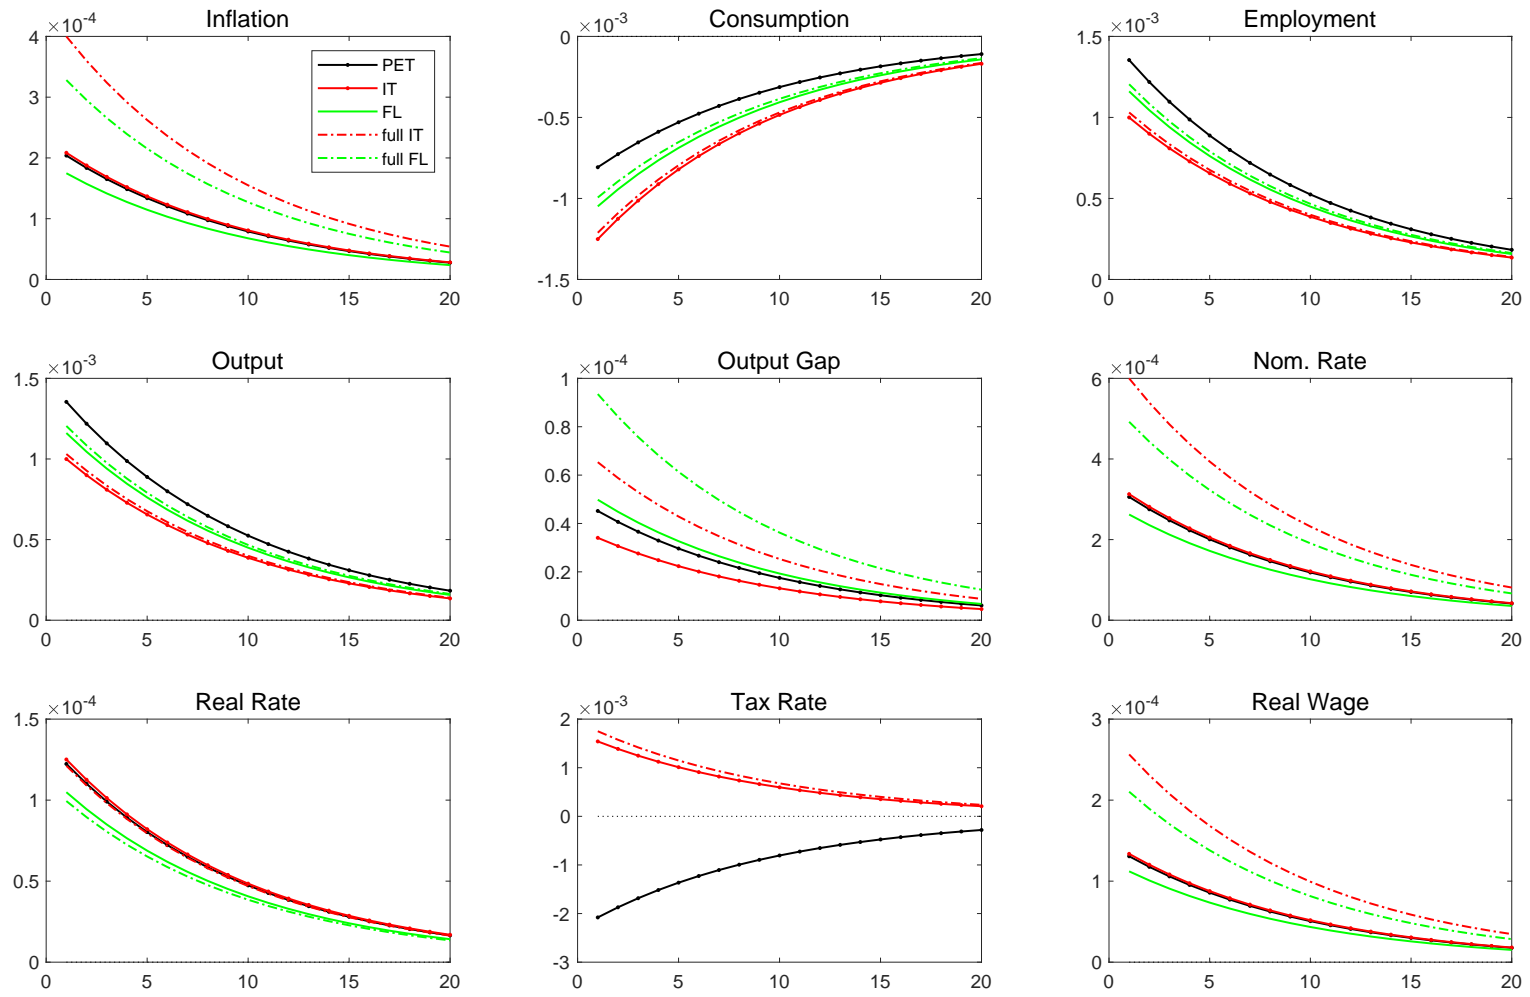 Inflation
×10-4
4
3
2
1
0
0 5 10 15 20
PET
IT
FL
full IT
full FL
Consumption
×10-3
0
-0.5
-1
-1.5
0 5 10 15 20
Employment
×10-3
1.5
1
0.5
0
0 5 10 15 20
Output
×10-3
1.5
1
0.5
0
0 5 10 15 20
Output Gap
×10-4
1
0.8
0.6
0.4
0.2
0
0 5 10 15 20
Nom. Rate
×10-4
6
4
2
0
0 5 10 15 20
Real Rate
×10-4
1.5
1
0.5
0
0 5 10 15 20
Tax Rate
×10-3
2
1
0
-1
-2
-3
0 5 10 15 20
Real Wage
×10-4
3
2
1
0
0 5 10 15 20